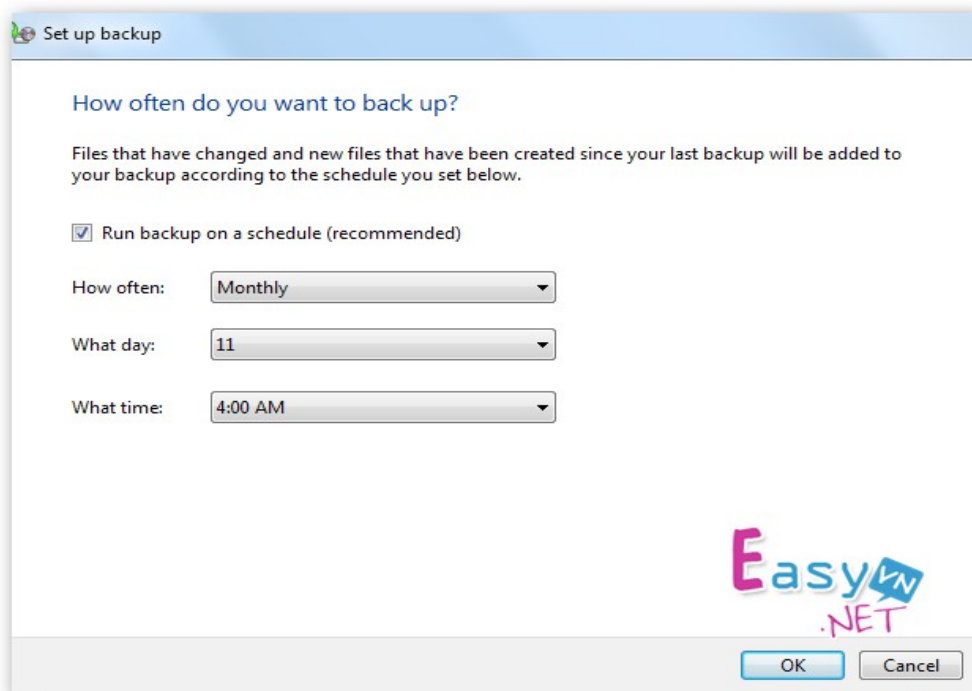 Set up backup
How often do you want to back up?
Files that have changed and new files that have been created since your last backup will be added to
your backup according to the schedule you set below.
Run backup on a schedule (recommended)
How often: Monthly
What day: 11
What time: 4:00 AM
Easy VN
.NET
OK Cancel